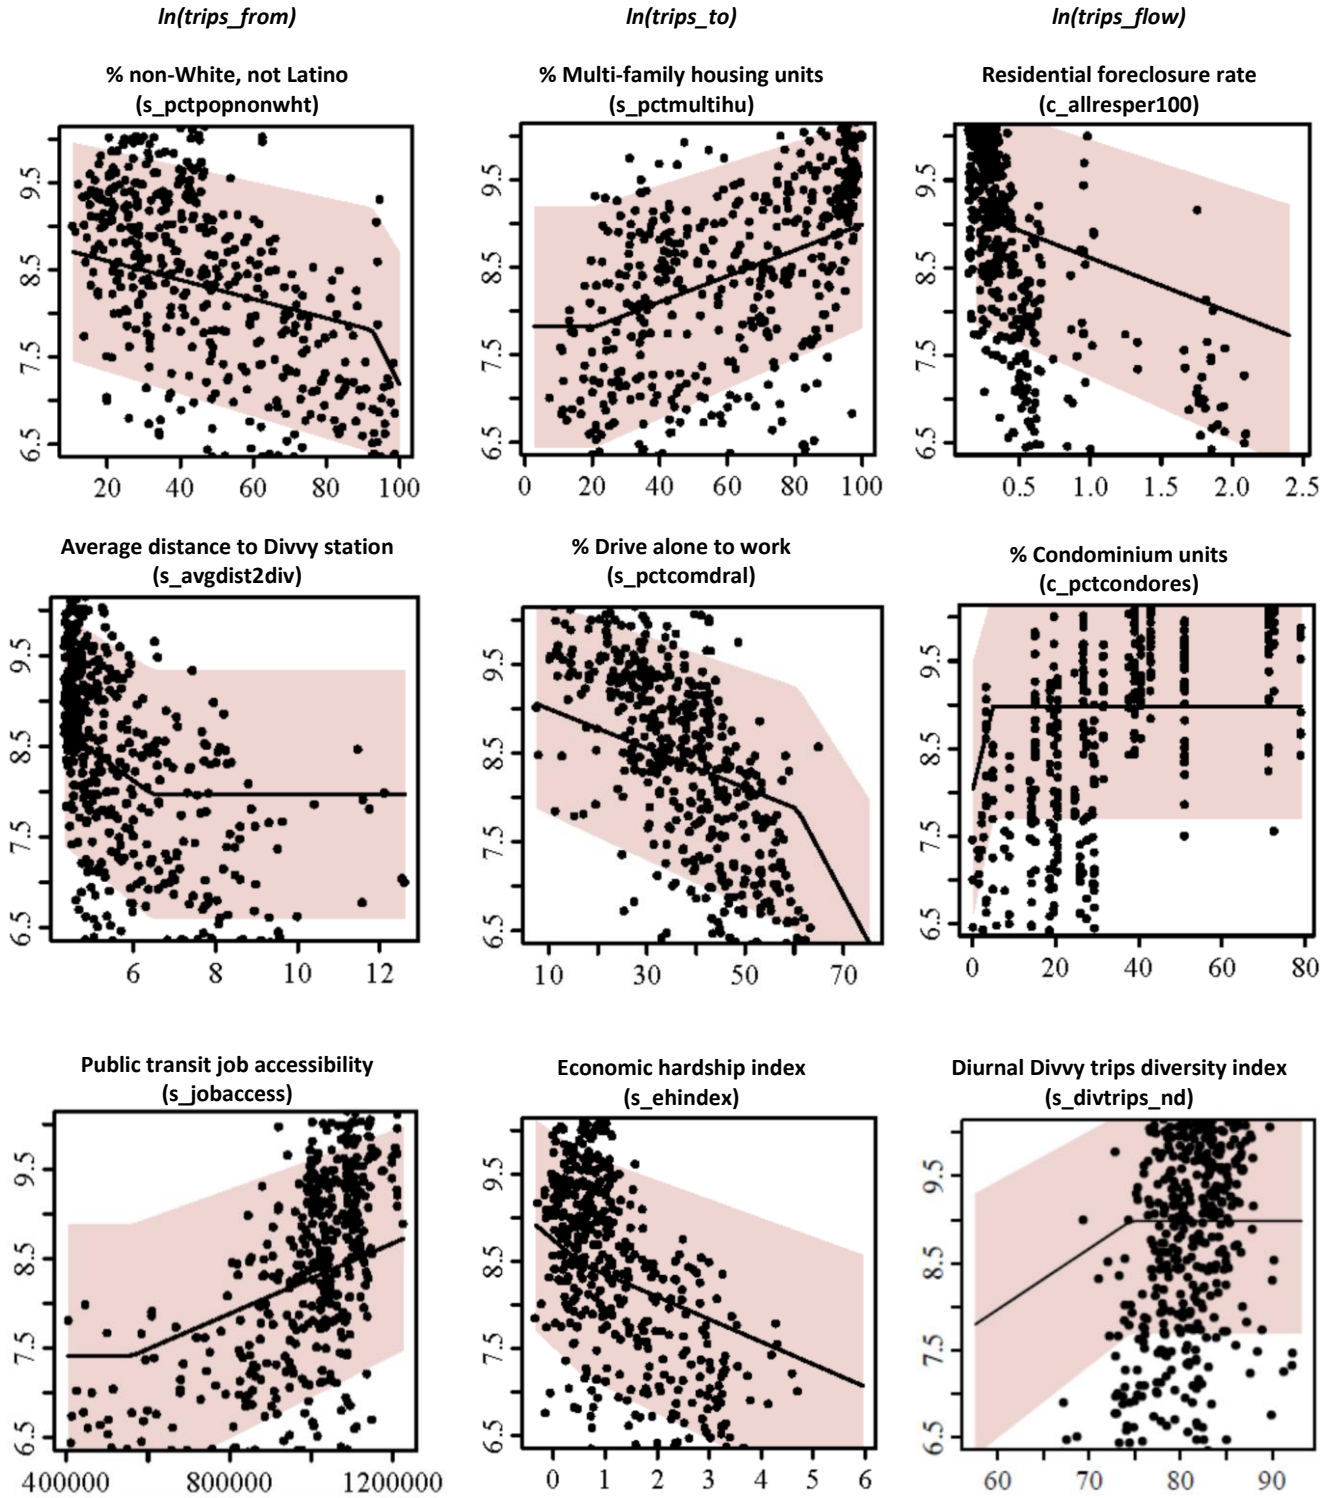 ln(trips_from) ln(trips_to) ln(trips_flow)
% non-White, not Latino
(s_pctpopnonwht)
% Multi-family housing units
(s_pctmultihu)
Residential foreclosure rate
(c_allresper100)
9.5
8.5
7.5
6.5
20 40 60 80 100
9.5
8.5
7.5
6.5
0 20 40 60 80 100
9.5
8.5
7.5
6.5
0.5 1.0 1.5 2.0 2.5
Average distance to Divvy station
(s_avgdist2div)
% Drive alone to work
(s_pctcomdral)
% Condominium units
(c_pctcondores)
9.5
8.5
7.5
6.5
6 8 10 12
9.5
8.5
7.5
6.5
10 30 50 70
9.5
8.5
7.5
6.5
0 20 40 60 80
Public transit job accessibility
(s_jobaccess)
Economic hardship index
(s_ehindex)
Diurnal Divvy trips diversity index
(s_divtrips_nd)
9.5
8.5
7.5
6.5
400000 800000 1200000
9.5
8.5
7.5
6.5
0 1 2 3 4 5 6
9.5
8.5
7.5
6.5
60 70 80 90